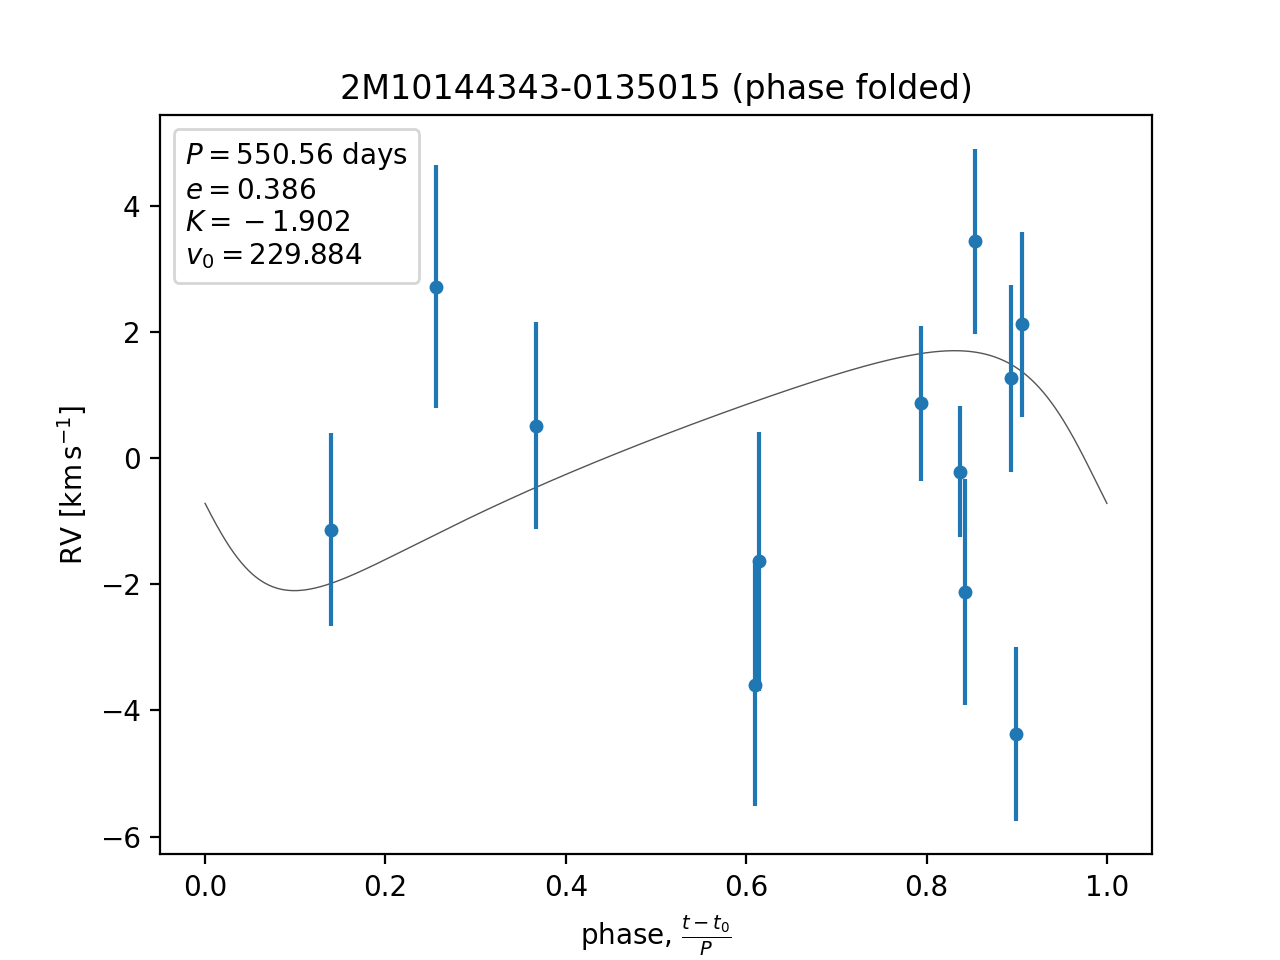 2M10144343-0135015 (phase folded)
P = 550.56 days
e = 0.386
K = −1.902
v₀ = 229.884
4
2
0
−2
−4
−6
RV [km s⁻¹]
0.0 0.2 0.4 0.6 0.8 1.0
phase, (t − t₀)/P